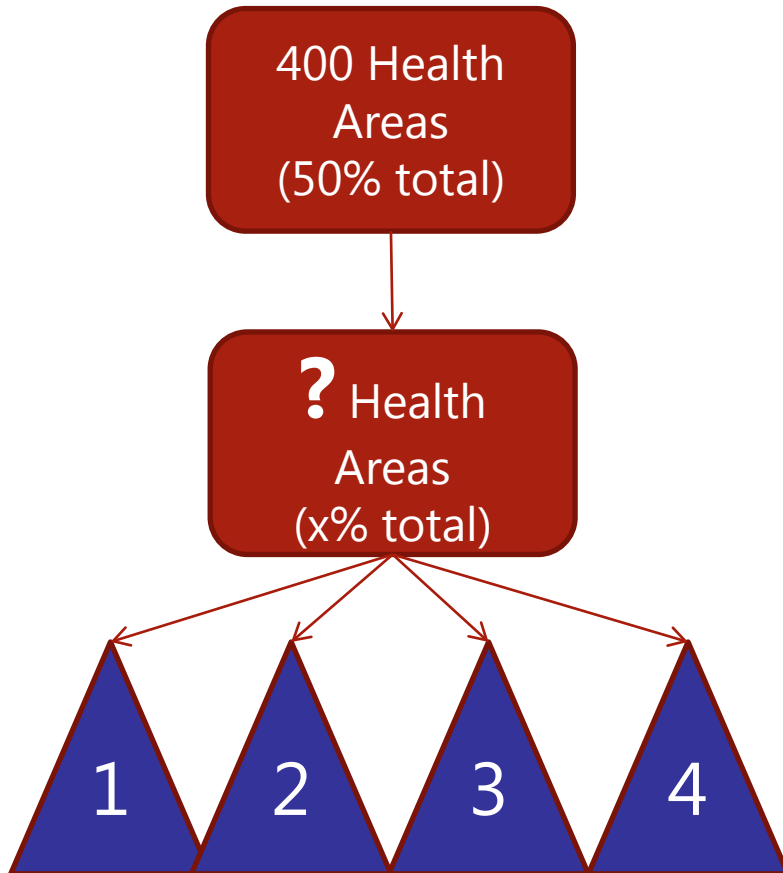 400 Health
Areas
(50% total)
? Health
Areas
(x% total)
1 2 3 4